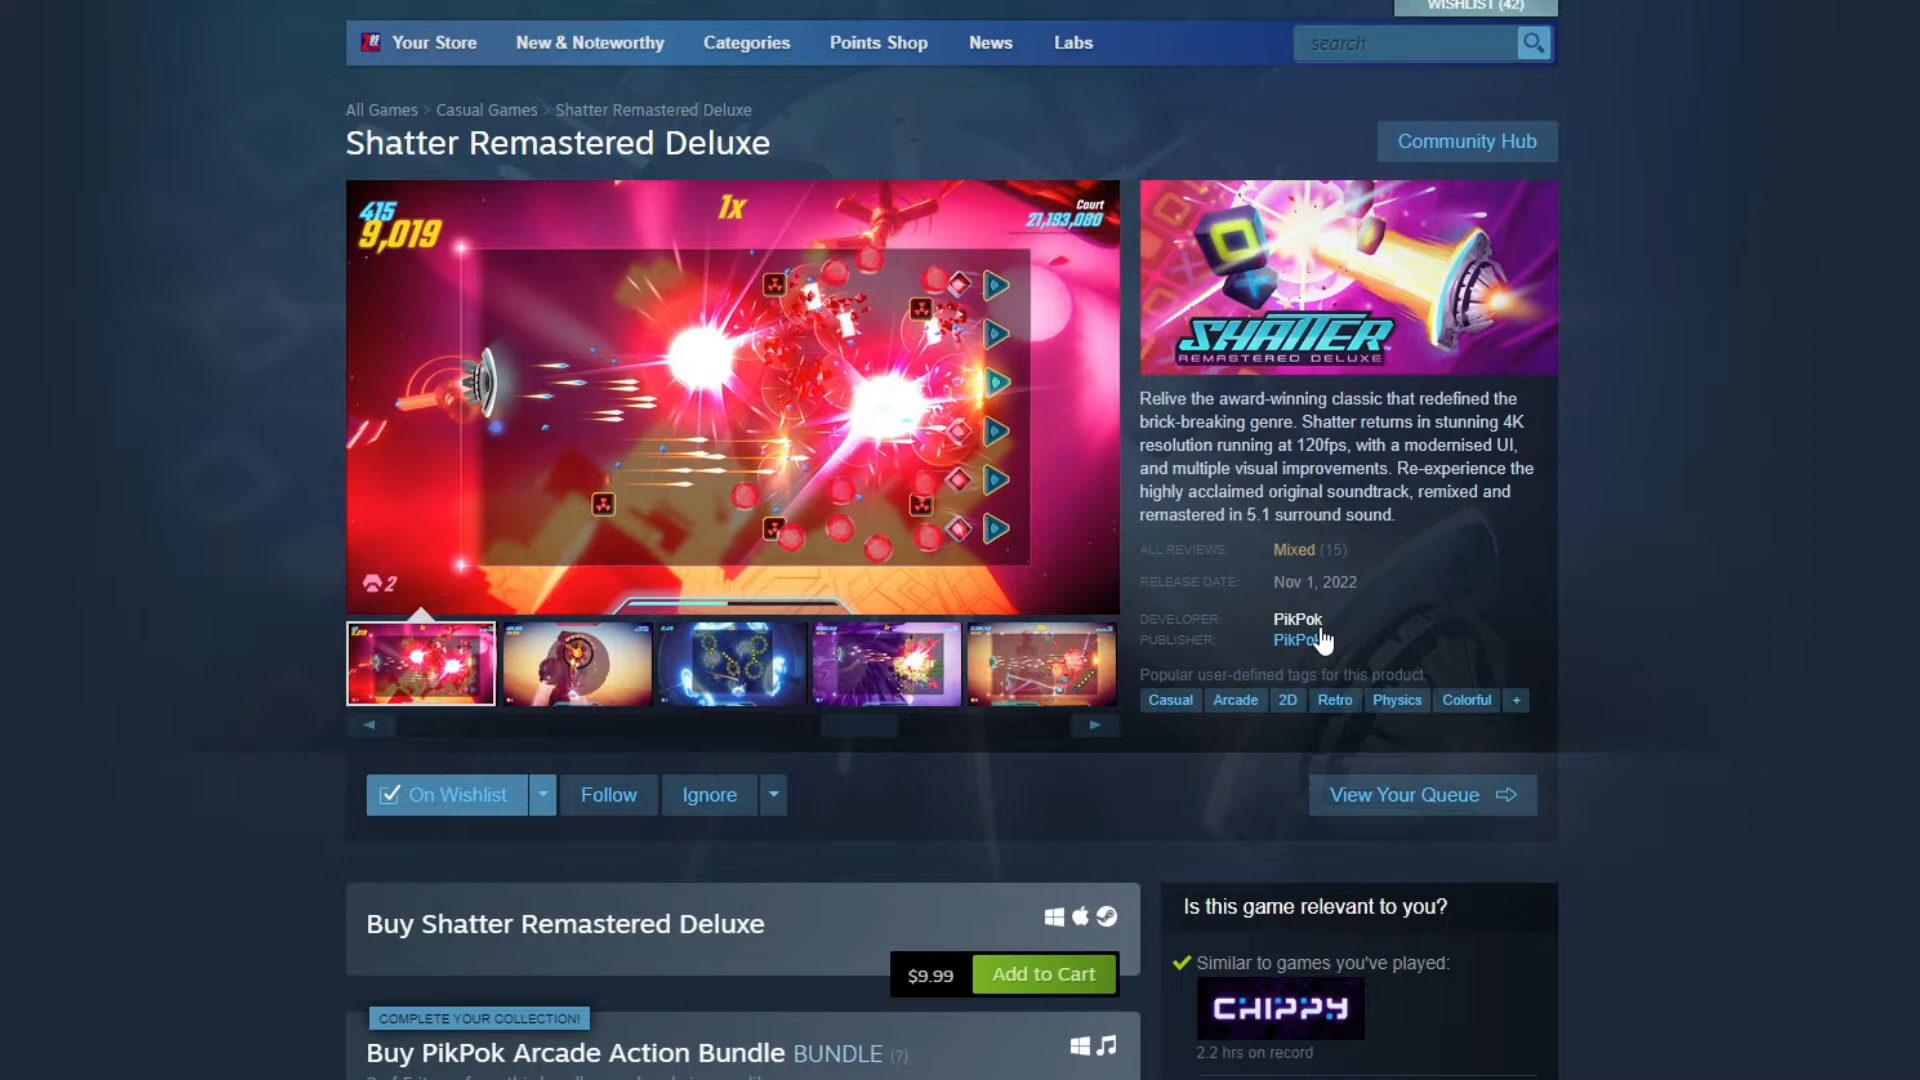 WISHLIST (42)
Your Store New & Noteworthy Categories Points Shop News Labs search
All Games > Casual Games > Shatter Remastered Deluxe
Shatter Remastered Deluxe
Community Hub
415
9,019
1x
Court
21,193,080
2
SHATTER
REMASTERED DELUXE
Relive the award-winning classic that redefined the
brick-breaking genre. Shatter returns in stunning 4K
resolution running at 120fps, with a modernised UI,
and multiple visual improvements. Re-experience the
highly acclaimed original soundtrack, remixed and
remastered in 5.1 surround sound.
ALL REVIEWS: Mixed (15)
RELEASE DATE: Nov 1, 2022
DEVELOPER: PikPok
PUBLISHER: PikPok
Popular user-defined tags for this product:
Casual Arcade 2D Retro Physics Colorful +
On Wishlist Follow Ignore View Your Queue
Buy Shatter Remastered Deluxe
$9.99 Add to Cart
COMPLETE YOUR COLLECTION!
Buy PikPok Arcade Action Bundle BUNDLE (?)
Is this game relevant to you?
Similar to games you've played:
CHIPPY
2.2 hrs on record